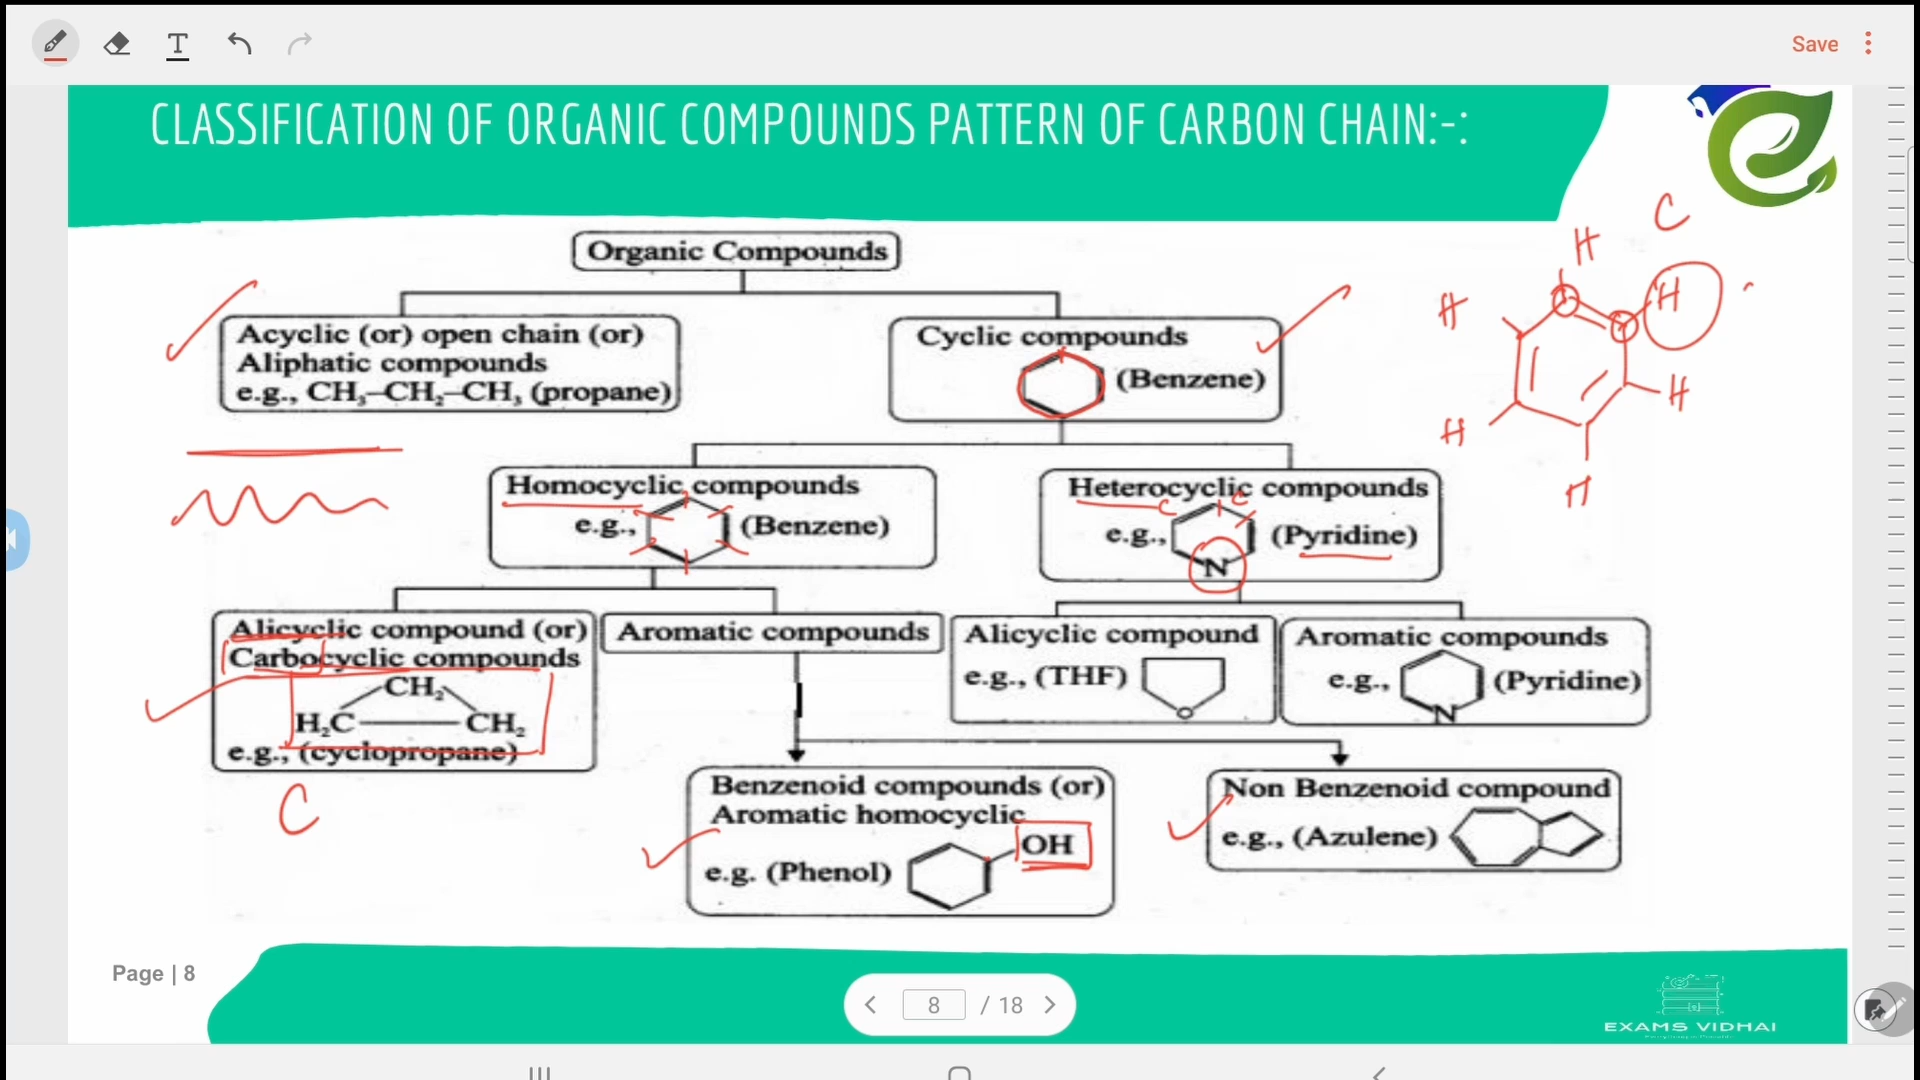 Save
CLASSIFICATION OF ORGANIC COMPOUNDS PATTERN OF CARBON CHAIN:-:
C
Organic Compounds
H
H
H
Acyclic (or) open chain (or)
Aliphatic compounds
e.g., CH₃–CH₂–CH₃ (propane)
Cyclic compounds
(Benzene)
H
H
H
Homocyclic compounds
e.g., (Benzene)
Heterocyclic compounds
C C
e.g., (Pyridine)
N
Alicyclic compound (or)
Carbocyclic compounds
CH₂
H₂C CH₂
e.g., (cyclopropane)
C
Aromatic compounds
Alicyclic compound
e.g., (THF)
O
Aromatic compounds
e.g., (Pyridine)
N
Benzenoid compounds (or)
Aromatic homocyclic
OH
e.g. (Phenol)
Non Benzenoid compound
e.g., (Azulene)
Page | 8
8 / 18
EXAMS VIDHAI